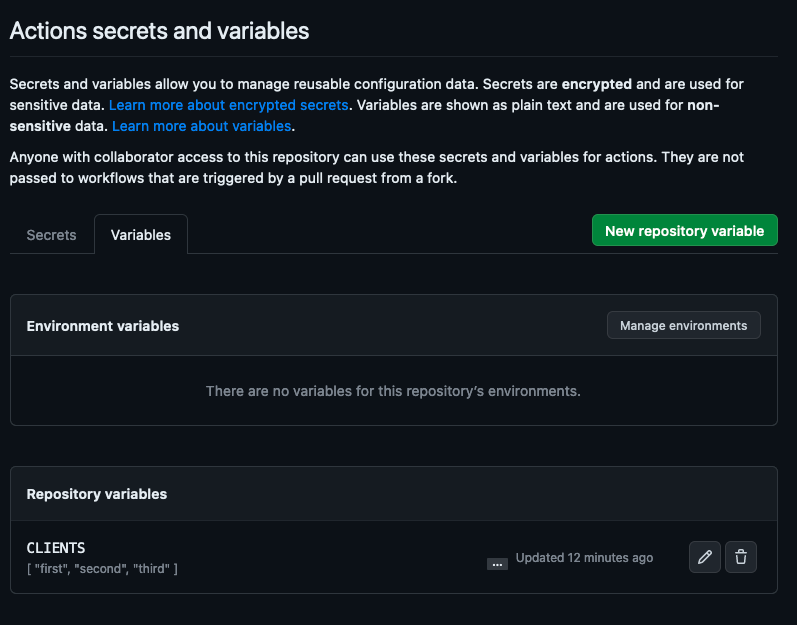 Actions secrets and variables
Secrets and variables allow you to manage reusable configuration data. Secrets are encrypted and are used for
sensitive data. Learn more about encrypted secrets. Variables are shown as plain text and are used for non-
sensitive data. Learn more about variables.
Anyone with collaborator access to this repository can use these secrets and variables for actions. They are not
passed to workflows that are triggered by a pull request from a fork.
Secrets Variables New repository variable
Environment variables Manage environments
There are no variables for this repository's environments.
Repository variables
CLIENTS
[ "first", "second", "third" ]
... Updated 12 minutes ago